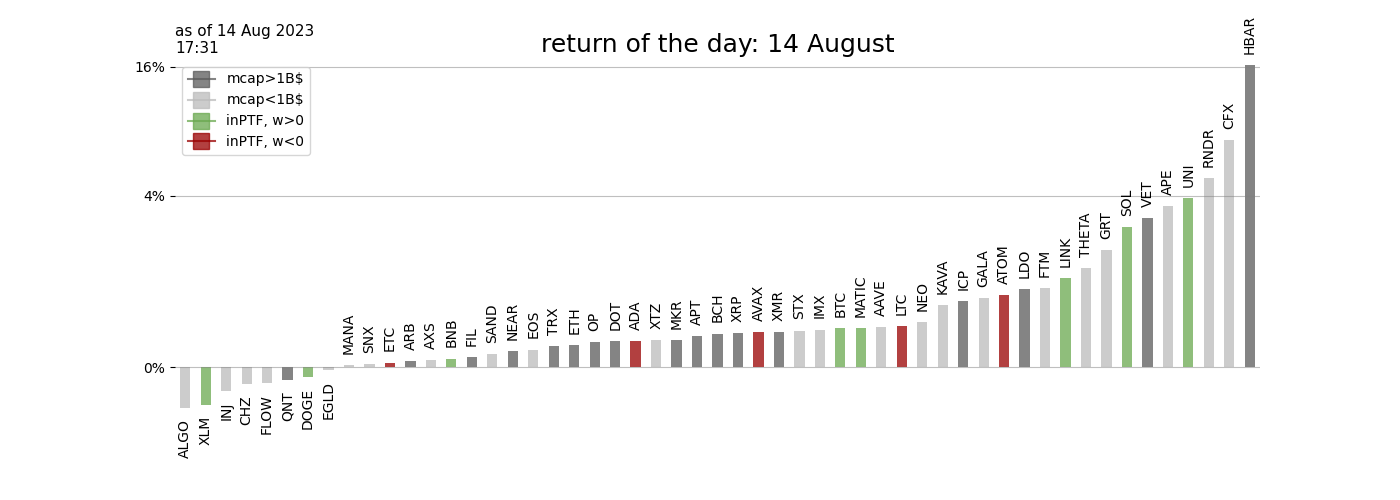 as of 14 Aug 2023
17:31
return of the day: 14 August
16%
4%
0%
mcap>1B$
mcap<1B$
inPTF, w>0
inPTF, w<0
ALGO
XLM
INJ
CHZ
FLOW
QNT
DOGE
EGLD
MANA
SNX
ETC
ARB
AXS
BNB
FIL
SAND
NEAR
EOS
TRX
ETH
OP
DOT
ADA
XTZ
MKR
APT
BCH
XRP
AVAX
XMR
STX
IMX
BTC
MATIC
AAVE
LTC
NEO
KAVA
ICP
GALA
ATOM
LDO
FTM
LINK
THETA
GRT
SOL
VET
APE
UNI
RNDR
CFX
HBAR